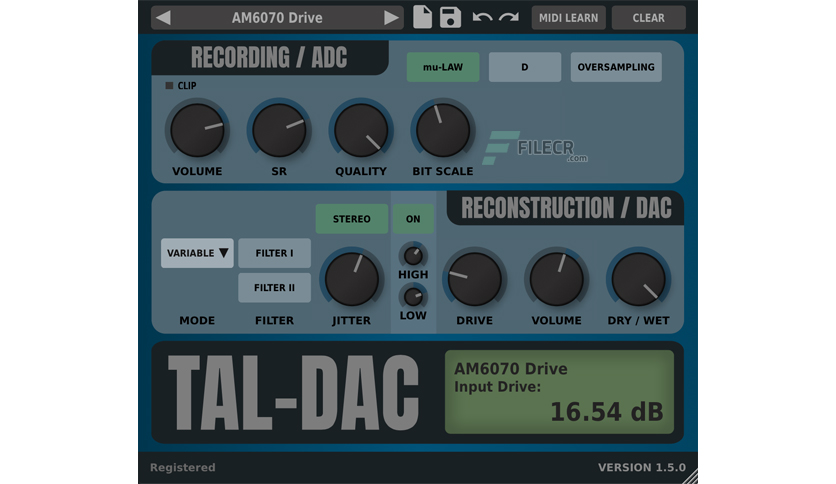 AM6070 Drive
MIDI LEARN
CLEAR
RECORDING / ADC
mu-LAW
D
OVERSAMPLING
CLIP
FILECR
.com
VOLUME
SR
QUALITY
BIT SCALE
RECONSTRUCTION / DAC
STEREO
ON
VARIABLE
FILTER I
FILTER II
HIGH
LOW
MODE
FILTER
JITTER
DRIVE
VOLUME
DRY / WET
TAL-DAC
AM6070 Drive
Input Drive:
16.54 dB
Registered
VERSION 1.5.0